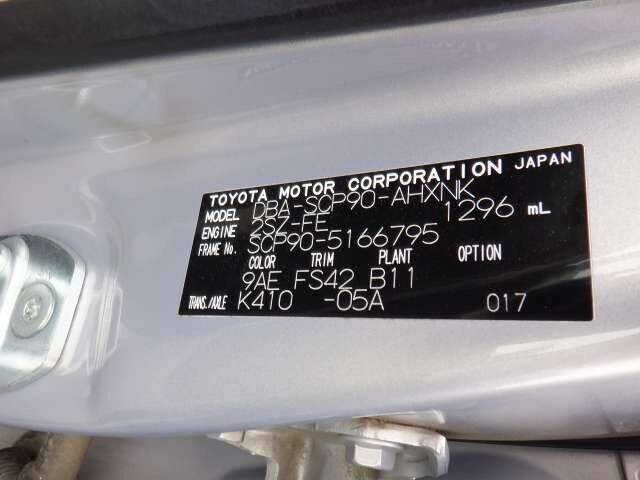 TOYOTA MOTOR CORPORATION JAPAN
MODEL DBA-SCP90-AHXNK
ENGINE 2SZ-FE 1296 mL
FRAME No. SCP90-5166795
COLOR TRIM PLANT OPTION
9AE FS42 B11
TRANS./AXLE K410 -05A 017